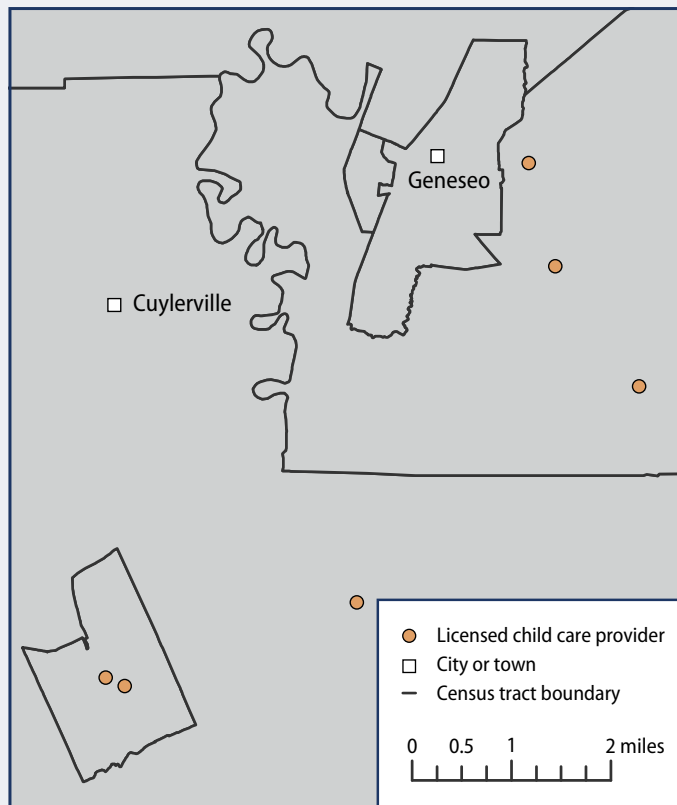 Geneseo
Cuylerville
Licensed child care provider
City or town
Census tract boundary
0 0.5 1 2 miles